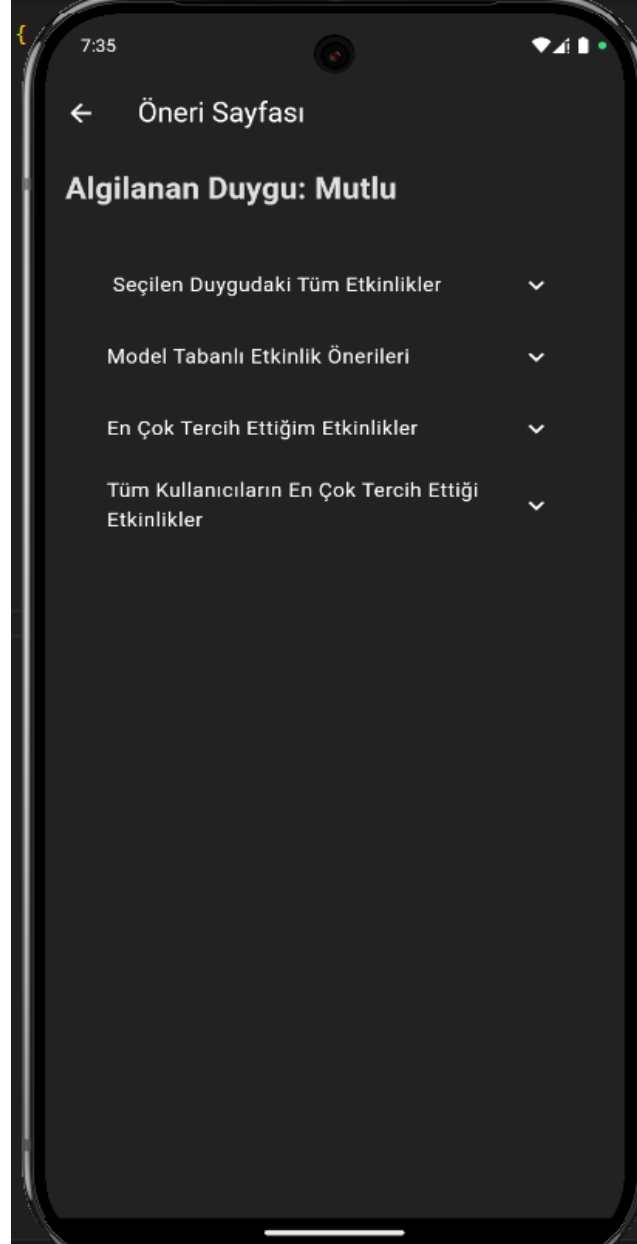 {
7:35
Öneri Sayfası
Algilanan Duygu: Mutlu
Seçilen Duygudaki Tüm Etkinlikler
Model Tabanlı Etkinlik Önerileri
En Çok Tercih Ettiğim Etkinlikler
Tüm Kullanıcıların En Çok Tercih Ettiği
Etkinlikler